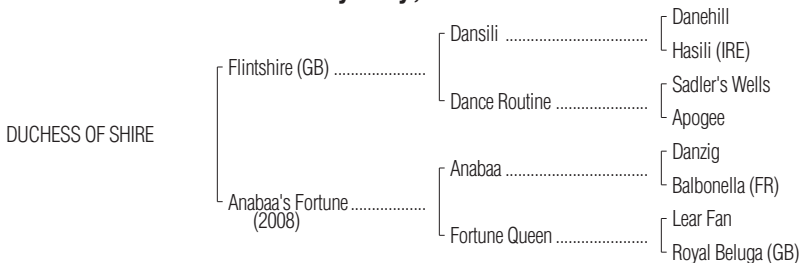 Danehill
Dansili ................................
Hasili (IRE)
Flintshire (GB) ......................
Sadler's Wells
Dance Routine .....................
Apogee
DUCHESS OF SHIRE
Danzig
Anabaa ................................
Balbonella (FR)
Anabaa's Fortune ..................
(2008)
Lear Fan
Fortune Queen .....................
Royal Beluga (GB)